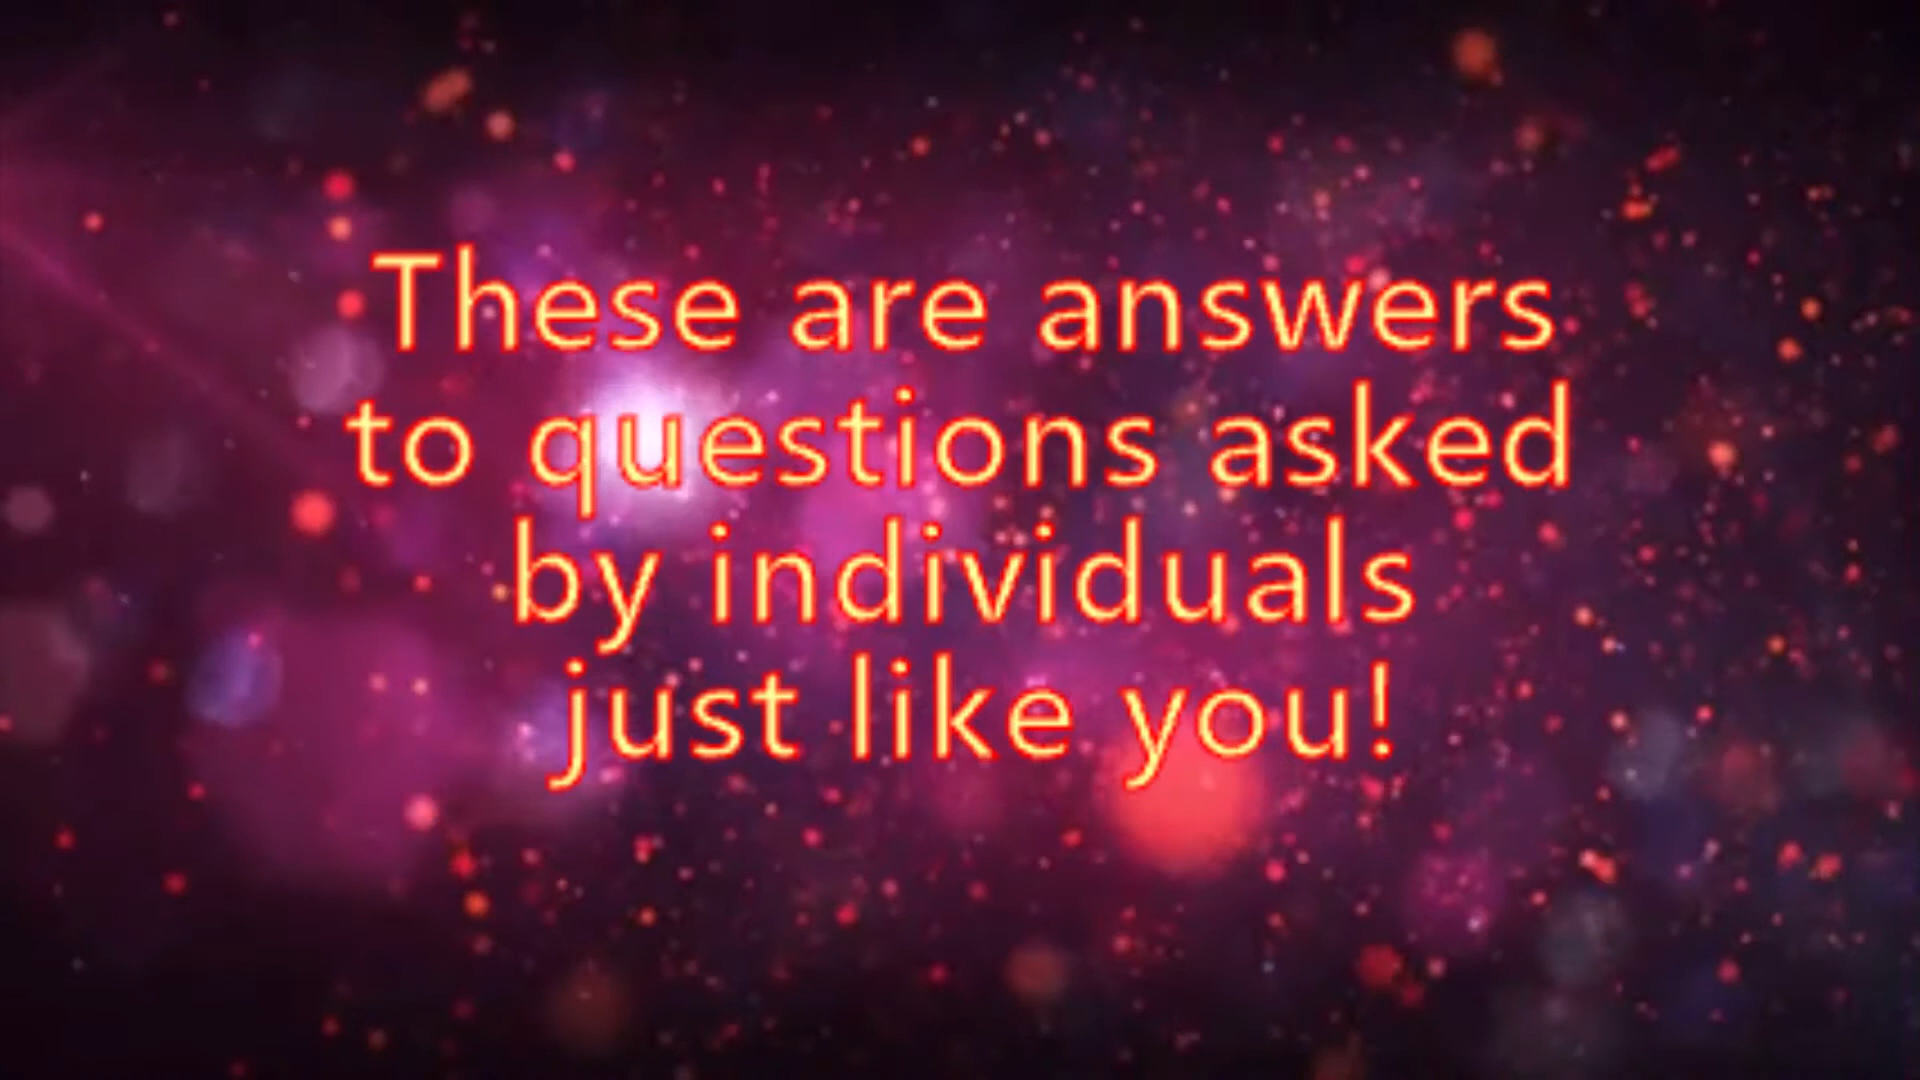 These are answers
to questions asked
by individuals
just like you!